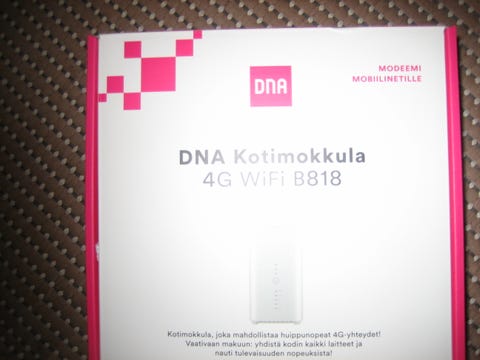 MODEEMI
MOBIILINETILLE
DNA
DNA Kotimokkula
4G WiFi B818
Kotimokkula, joka mahdollistaa huippunopeat 4G-yhteydet!
Vaativaan makuun: yhdistä kodin kaikki laitteet ja
nauti tulevaisuuden nopeuksista!